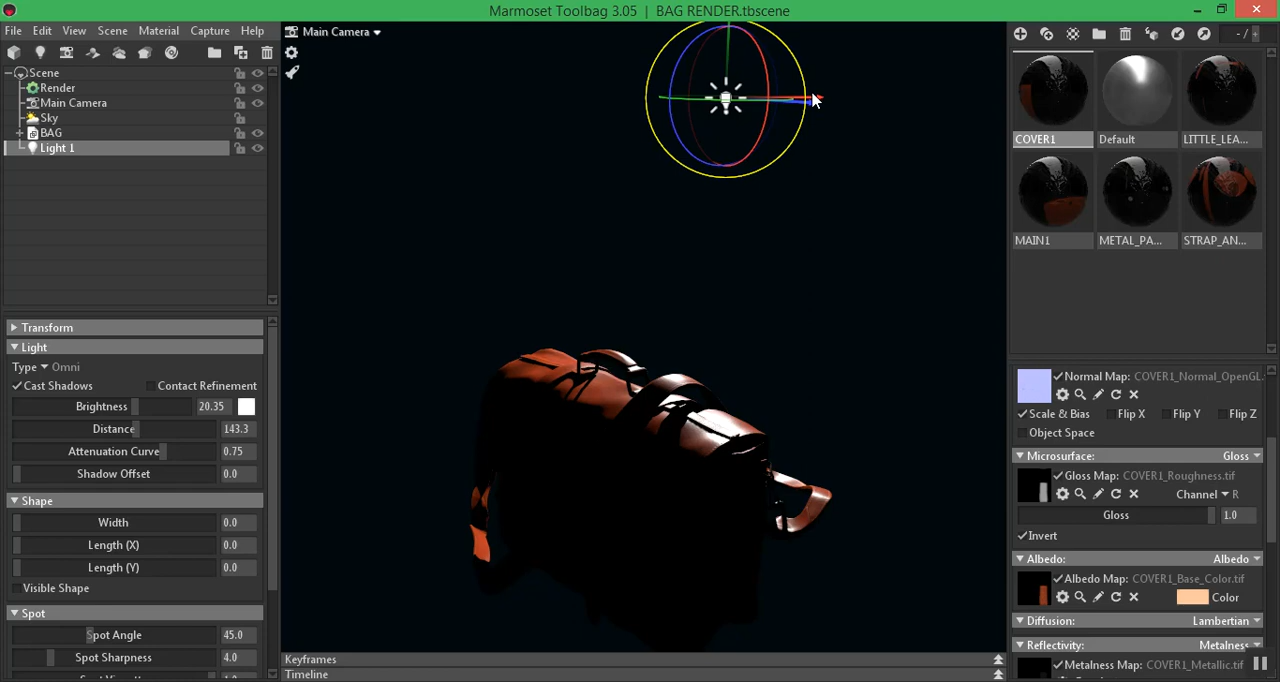 Marmoset Toolbag 3.05 | BAG RENDER.tbscene
File Edit View Scene Material Capture Help
Main Camera
- / +
Scene
Render
Main Camera
Sky
BAG
Light 1
COVER1
Default
LITTLE_LEA...
MAIN1
METAL_PA...
STRAP_AN...
Transform
Light
Type Omni
Cast Shadows Contact Refinement
Brightness 20.35
Distance 143.3
Attenuation Curve 0.75
Shadow Offset 0.0
Shape
Width 0.0
Length (X) 0.0
Length (Y) 0.0
Visible Shape
Spot
Spot Angle 45.0
Spot Sharpness 4.0
Normal Map: COVER1_Normal_OpenGL.
Scale & Bias Flip X Flip Y Flip Z
Object Space
Microsurface: Gloss
Gloss Map: COVER1_Roughness.tif
Channel R
Gloss 1.0
Invert
Albedo: Albedo
Albedo Map: COVER1_Base_Color.tif
Color
Diffusion: Lambertian
Reflectivity: Metalness
Metalness Map: COVER1_Metallic.tif
Keyframes
Timeline